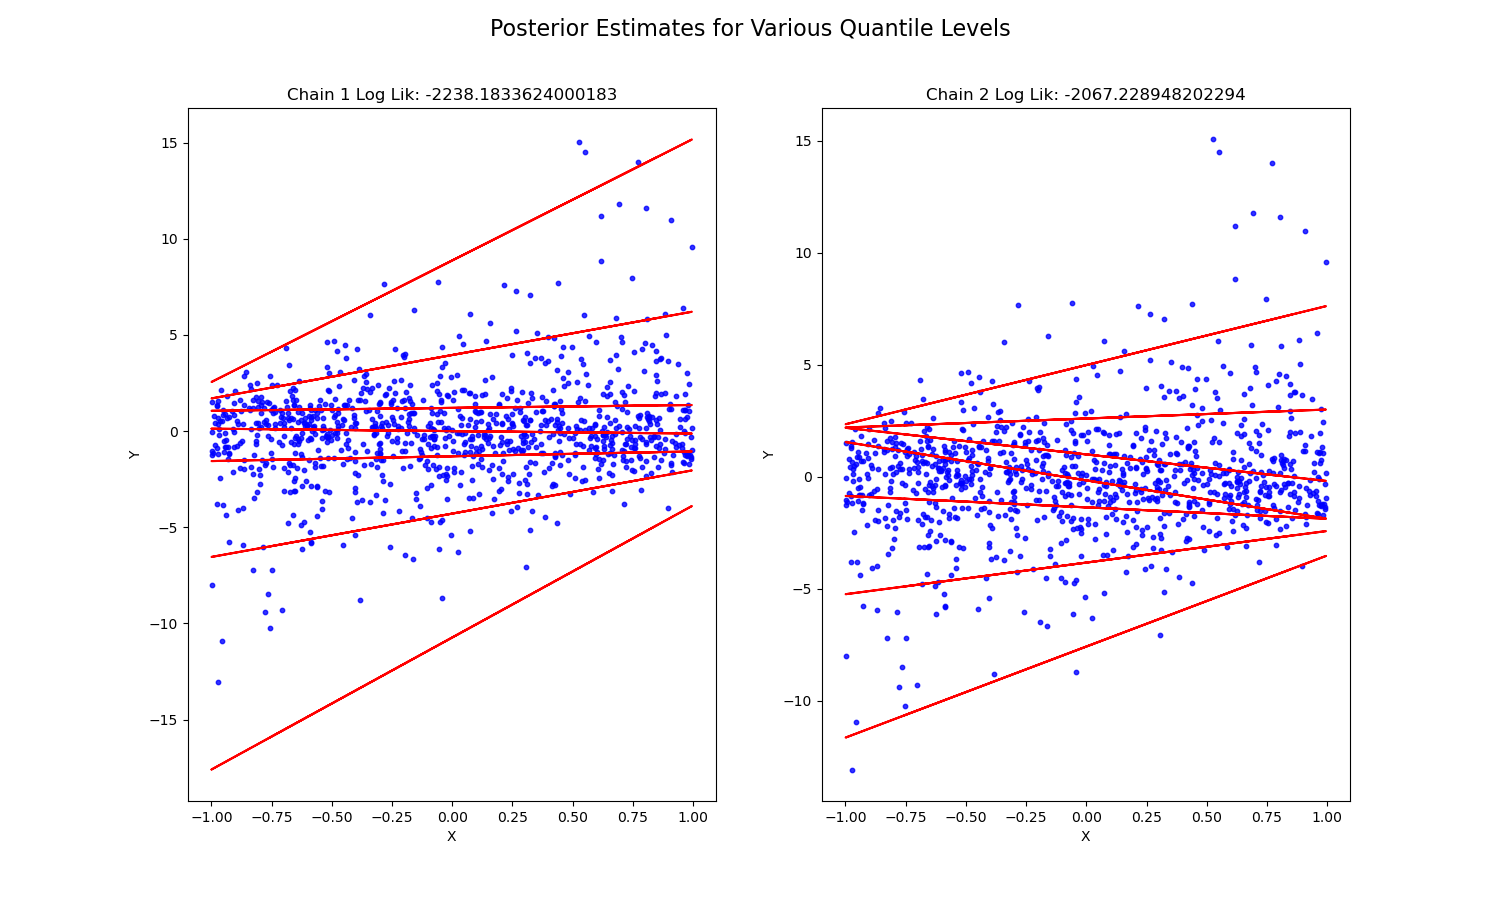 Posterior Estimates for Various Quantile Levels
Chain 1 Log Lik: -2238.1833624000183
15
10
5
0
−5
−10
−15
Y
−1.00 −0.75 −0.50 −0.25 0.00 0.25 0.50 0.75 1.00
X
Chain 2 Log Lik: -2067.228948202294
15
10
5
0
−5
−10
Y
−1.00 −0.75 −0.50 −0.25 0.00 0.25 0.50 0.75 1.00
X